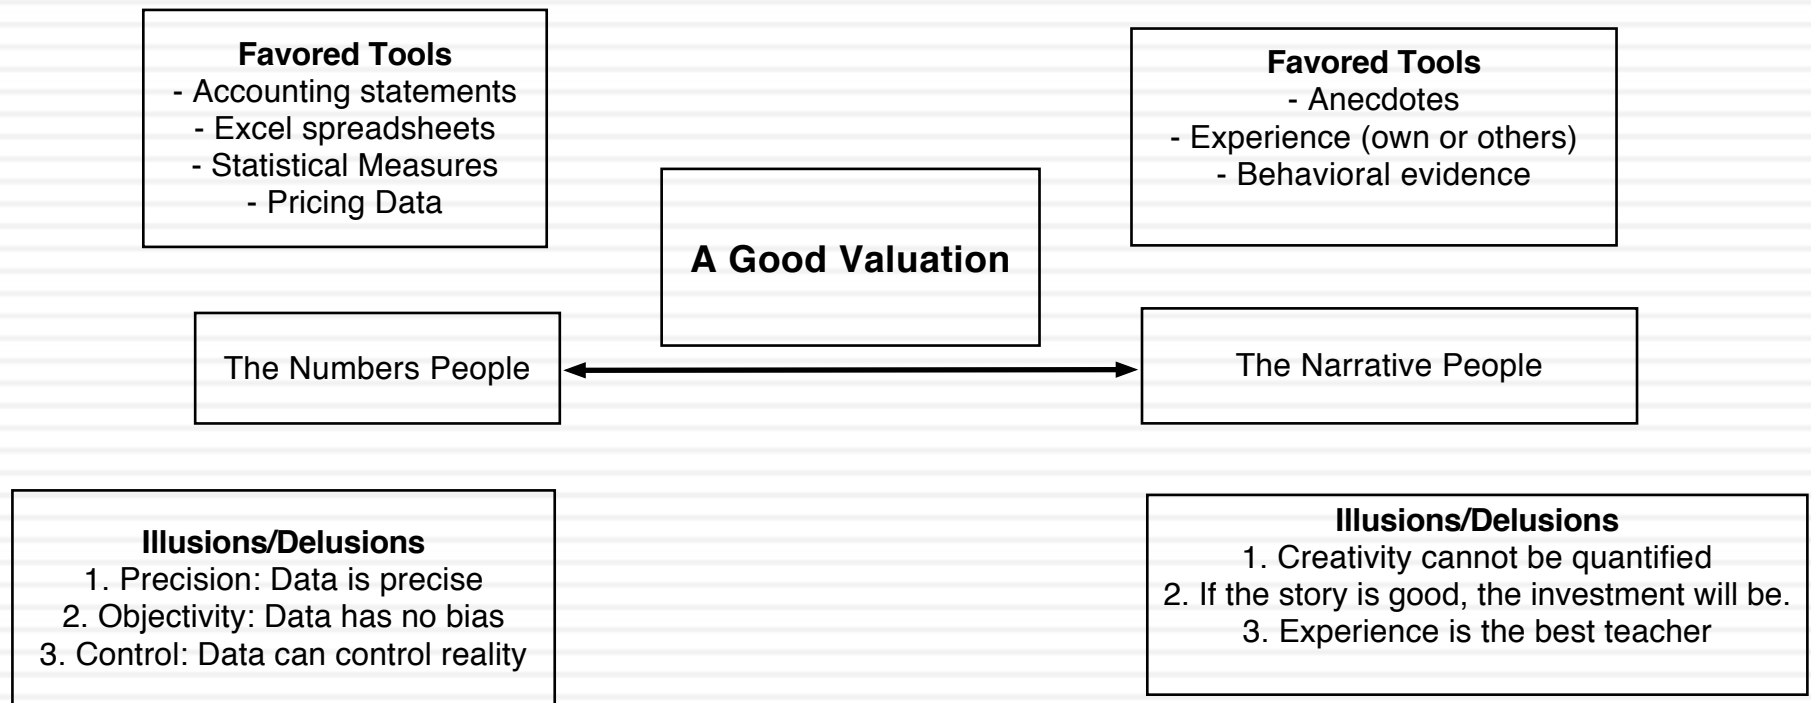 Favored Tools
- Accounting statements
- Excel spreadsheets
- Statistical Measures
- Pricing Data
Favored Tools
- Anecdotes
- Experience (own or others)
- Behavioral evidence
A Good Valuation
The Numbers People
The Narrative People
Illusions/Delusions
1. Precision: Data is precise
2. Objectivity: Data has no bias
3. Control: Data can control reality
Illusions/Delusions
1. Creativity cannot be quantified
2. If the story is good, the investment will be.
3. Experience is the best teacher